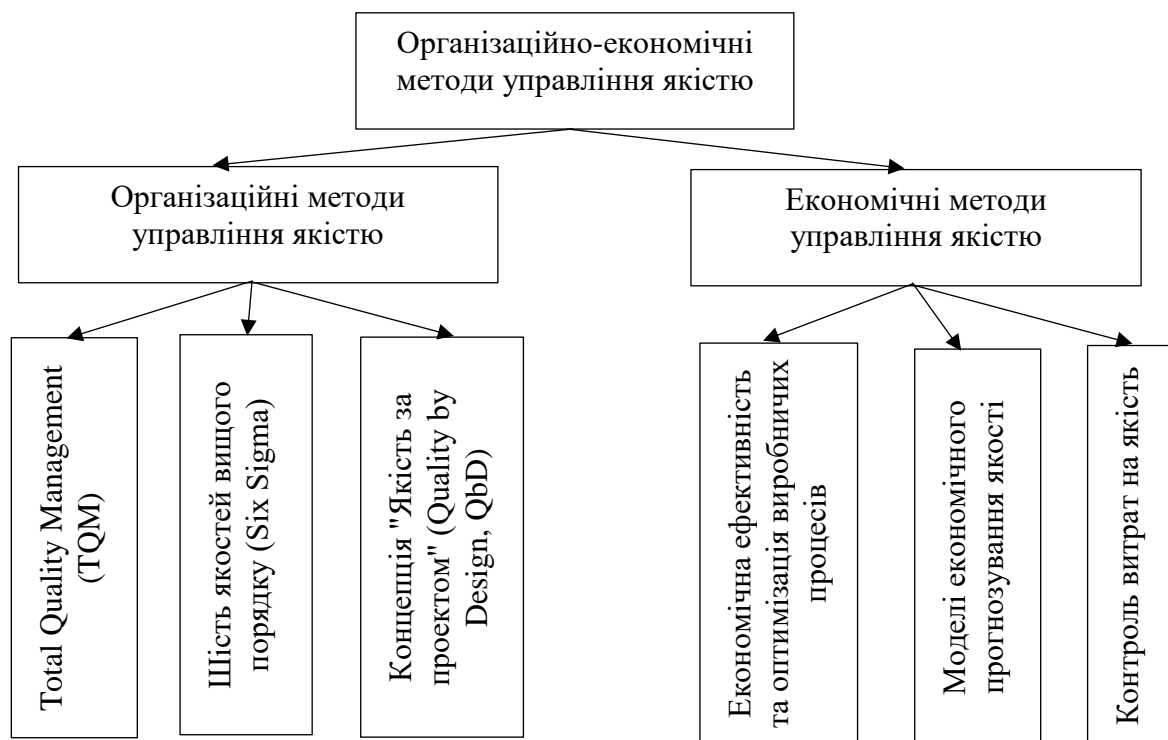 Організаційно-економічні
методи управління якістю
Організаційні методи
управління якістю
Економічні методи
управління якістю
Total Quality Management
(TQM)
Шість якостей вищого
порядку (Six Sigma)
Концепція "Якість за
проектом" (Quality by
Design, QbD)
Економічна ефективність
та оптимізація виробничих
процесів
Моделі економічного
прогнозування якості
Контроль витрат на якість